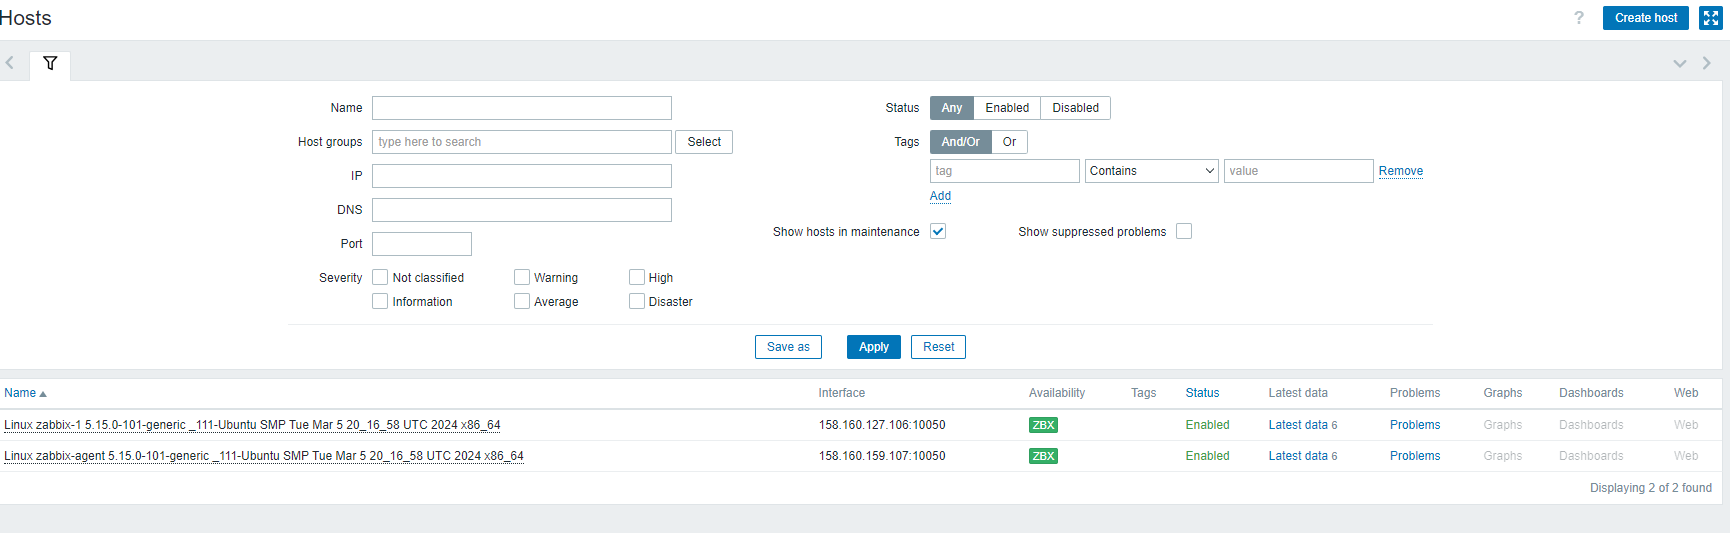 Hosts
? Create host
Name
Status Any Enabled Disabled
Host groups type here to search Select
Tags And/Or Or
IP
tag Contains value Remove
Add
DNS
Show hosts in maintenance Show suppressed problems
Port
Severity Not classified Warning High
Information Average Disaster
Save as Apply Reset
Name Interface Availability Tags Status Latest data Problems Graphs Dashboards Web
Linux zabbix-1 5.15.0-101-generic _111-Ubuntu SMP Tue Mar 5 20_16_58 UTC 2024 x86_64 158.160.127.106:10050 ZBX Enabled Latest data 6 Problems Graphs Dashboards Web
Linux zabbix-agent 5.15.0-101-generic _111-Ubuntu SMP Tue Mar 5 20_16_58 UTC 2024 x86_64 158.160.159.107:10050 ZBX Enabled Latest data 6 Problems Graphs Dashboards Web
Displaying 2 of 2 found